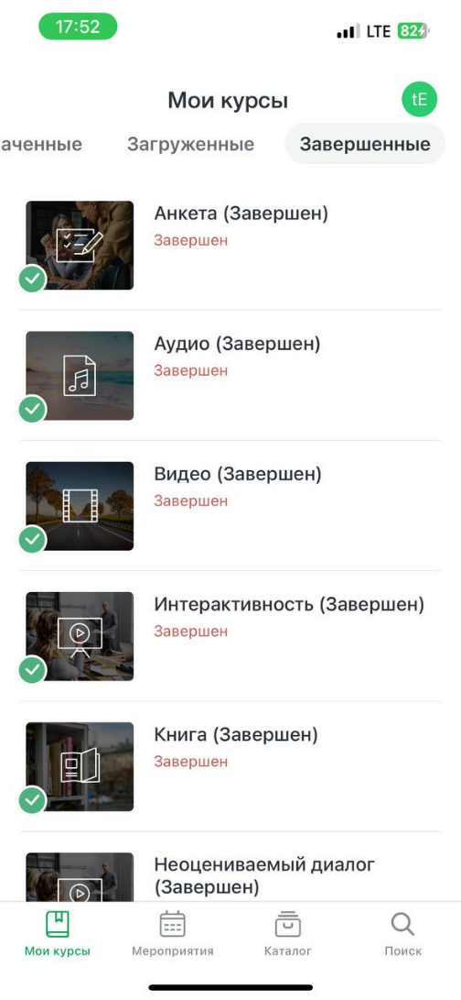 17:52
LTE 82
Мои курсы
tE
аченные Загруженные Завершенные
Анкета (Завершен)
Завершен
Аудио (Завершен)
Завершен
Видео (Завершен)
Завершен
Интерактивность (Завершен)
Завершен
Книга (Завершен)
Завершен
Неоцениваемый диалог
(Завершен)
Мои курсы Мероприятия Каталог Поиск